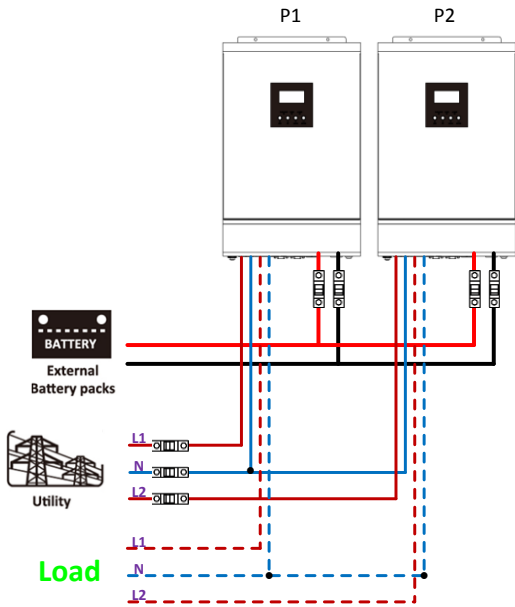 P1
P2
BATTERY
External
Battery packs
L1
N
L2
Utility
L1
Load
N
L2